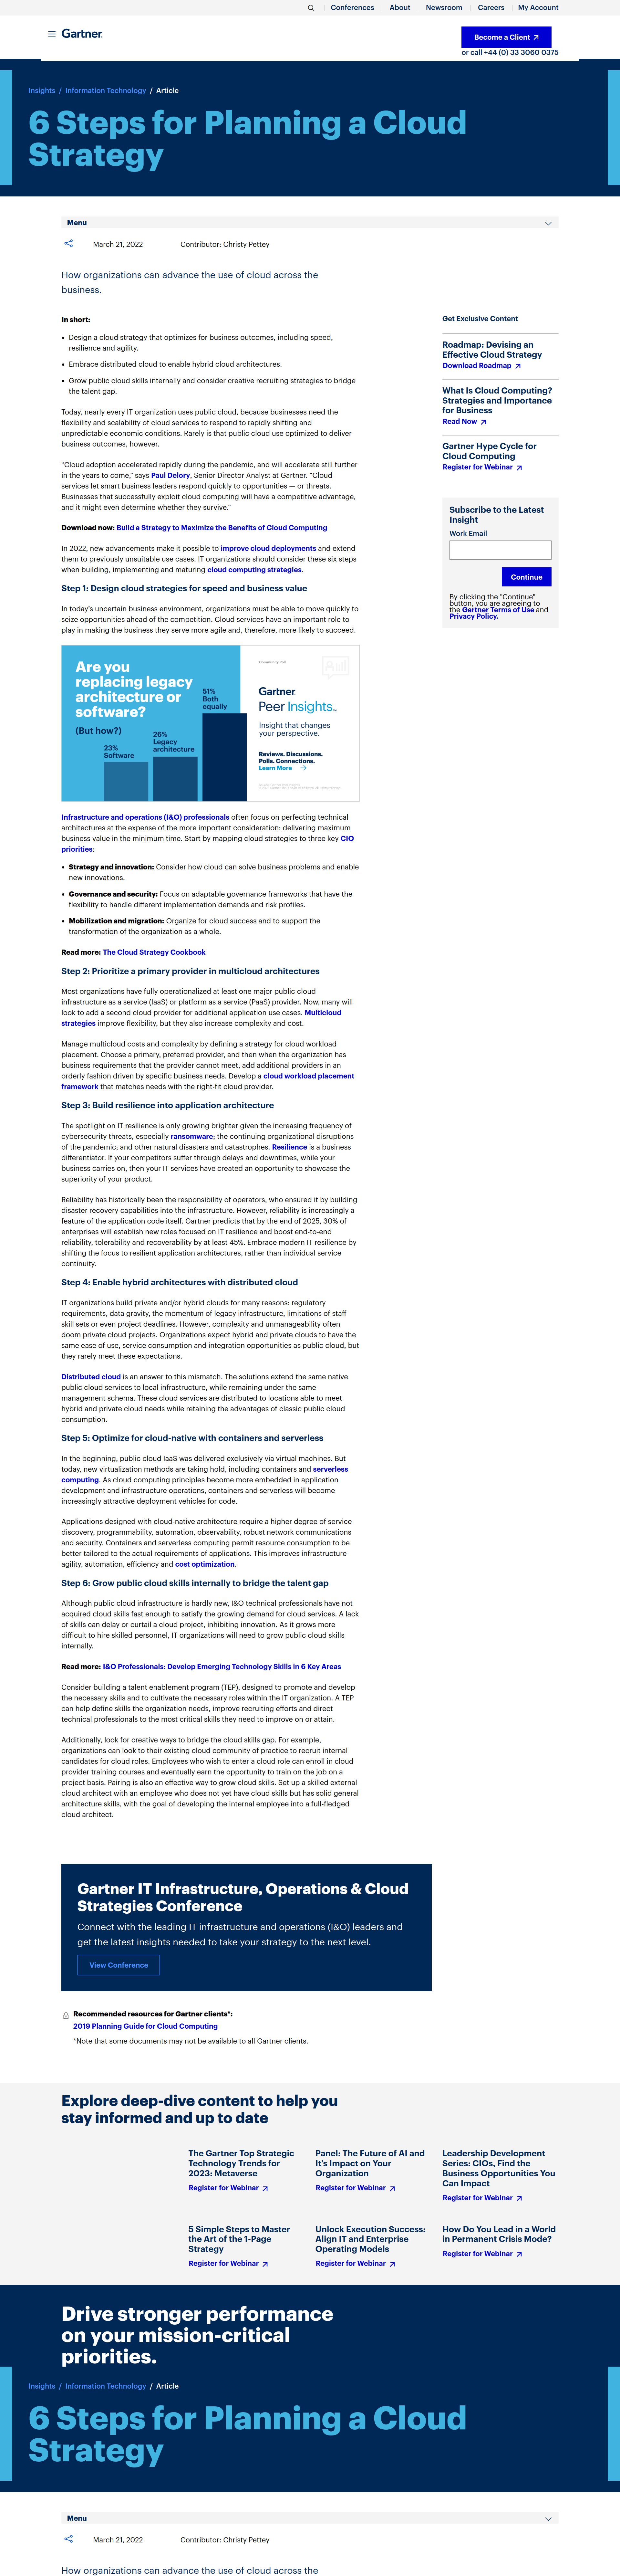 Conferences
About
Newsroom
Careers
My Account
Gartner
Become a Client
or call +44 (0) 33 3060 0375
Insights / Information Technology / Article
6 Steps for Planning a Cloud
Strategy
Menu
March 21, 2022
Contributor: Christy Pettey
How organizations can advance the use of cloud across the
business.
In short:
• Design a cloud strategy that optimizes for business outcomes, including speed,
resilience and agility.
• Embrace distributed cloud to enable hybrid cloud architectures.
• Grow public cloud skills internally and consider creative recruiting strategies to bridge
the talent gap.
Today, nearly every IT organization uses public cloud, because businesses need the
flexibility and scalability of cloud services to respond to rapidly shifting and
unpredictable economic conditions. Rarely is that public cloud use optimized to deliver
business outcomes, however.
"Cloud adoption accelerated rapidly during the pandemic, and will accelerate still further
in the years to come," says Paul Delory, Senior Director Analyst at Gartner. "Cloud
services let smart business leaders respond quickly to opportunities — or threats.
Businesses that successfully exploit cloud computing will have a competitive advantage,
and it might even determine whether they survive."
Download now: Build a Strategy to Maximize the Benefits of Cloud Computing
In 2022, new advancements make it possible to improve cloud deployments and extend
them to previously unsuitable use cases. IT organizations should consider these six steps
when building, implementing and maturing cloud computing strategies.
Step 1: Design cloud strategies for speed and business value
In today's uncertain business environment, organizations must be able to move quickly to
seize opportunities ahead of the competition. Cloud services have an important role to
play in making the business they serve more agile and, therefore, more likely to succeed.
Are you
replacing legacy
architecture or
software?
(But how?)
23%
Software
26%
Legacy
architecture
51%
Both
equally
Community Poll
Gartner
Peer Insights™
Insight that changes
your perspective.
Reviews. Discussions.
Polls. Connections.
Learn More
Infrastructure and operations (I&O) professionals often focus on perfecting technical
architectures at the expense of the more important consideration: delivering maximum
business value in the minimum time. Start by mapping cloud strategies to three key CIO
priorities:
• Strategy and innovation: Consider how cloud can solve business problems and enable
new innovations.
• Governance and security: Focus on adaptable governance frameworks that have the
flexibility to handle different implementation demands and risk profiles.
• Mobilization and migration: Organize for cloud success and to support the
transformation of the organization as a whole.
Read more: The Cloud Strategy Cookbook
Step 2: Prioritize a primary provider in multicloud architectures
Most organizations have fully operationalized at least one major public cloud
infrastructure as a service (IaaS) or platform as a service (PaaS) provider. Now, many will
look to add a second cloud provider for additional application use cases. Multicloud
strategies improve flexibility, but they also increase complexity and cost.
Manage multicloud costs and complexity by defining a strategy for cloud workload
placement. Choose a primary, preferred provider, and then when the organization has
business requirements that the provider cannot meet, add additional providers in an
orderly fashion driven by specific business needs. Develop a cloud workload placement
framework that matches needs with the right-fit cloud provider.
Step 3: Build resilience into application architecture
The spotlight on IT resilience is only growing brighter given the increasing frequency of
cybersecurity threats, especially ransomware; the continuing organizational disruptions
of the pandemic; and other natural disasters and catastrophes. Resilience is a business
differentiator. If your competitors suffer through delays and downtimes, while your
business carries on, then your IT services have created an opportunity to showcase the
superiority of your product.
Reliability has historically been the responsibility of operators, who ensured it by building
disaster recovery capabilities into the infrastructure. However, reliability is increasingly a
feature of the application code itself. Gartner predicts that by the end of 2025, 30% of
enterprises will establish new roles focused on IT resilience and boost end-to-end
reliability, tolerability and recoverability by at least 45%. Embrace modern IT resilience by
shifting the focus to resilient application architectures, rather than individual service
continuity.
Step 4: Enable hybrid architectures with distributed cloud
IT organizations build private and/or hybrid clouds for many reasons: regulatory
requirements, data gravity, the momentum of legacy infrastructure, limitations of staff
skill sets or even project deadlines. However, complexity and unmanageability often
doom private cloud projects. Organizations expect hybrid and private clouds to have the
same ease of use, service consumption and integration opportunities as public cloud, but
they rarely meet these expectations.
Distributed cloud is an answer to this mismatch. The solutions extend the same native
public cloud services to local infrastructure, while remaining under the same
management schema. These cloud services are distributed to locations able to meet
hybrid and private cloud needs while retaining the advantages of classic public cloud
consumption.
Step 5: Optimize for cloud-native with containers and serverless
In the beginning, public cloud IaaS was delivered exclusively via virtual machines. But
today, new virtualization methods are taking hold, including containers and serverless
computing. As cloud computing principles become more embedded in application
development and infrastructure operations, containers and serverless will become
increasingly attractive deployment vehicles for code.
Applications designed with cloud-native architecture require a higher degree of service
discovery, programmability, automation, observability, robust network communications
and security. Containers and serverless computing permit resource consumption to be
better tailored to the actual requirements of applications. This improves infrastructure
agility, automation, efficiency and cost optimization.
Step 6: Grow public cloud skills internally to bridge the talent gap
Although public cloud infrastructure is hardly new, I&O technical professionals have not
acquired cloud skills fast enough to satisfy the growing demand for cloud services. A lack
of skills can delay or curtail a cloud project, inhibiting innovation. As it grows more
difficult to hire skilled personnel, IT organizations will need to grow public cloud skills
internally.
Read more: I&O Professionals: Develop Emerging Technology Skills in 6 Key Areas
Consider building a talent enablement program (TEP), designed to promote and develop
the necessary skills and to cultivate the necessary roles within the IT organization. A TEP
can help define skills the organization needs, improve recruiting efforts and direct
technical professionals to the most critical skills they need to improve on or attain.
Additionally, look for creative ways to bridge the cloud skills gap. For example,
organizations can look to their existing cloud community of practice to recruit internal
candidates for cloud roles. Employees who wish to enter a cloud role can enroll in cloud
provider training courses and eventually earn the opportunity to train on the job on a
project basis. Pairing is also an effective way to grow cloud skills. Set up a skilled external
cloud architect with an employee who does not yet have cloud skills but has solid general
architecture skills, with the goal of developing the internal employee into a full-fledged
cloud architect.
Get Exclusive Content
Roadmap: Devising an
Effective Cloud Strategy
Download Roadmap
What Is Cloud Computing?
Strategies and Importance
for Business
Read Now
Gartner Hype Cycle for
Cloud Computing
Register for Webinar
Subscribe to the Latest
Insight
Work Email
Continue
By clicking the "Continue"
button, you are agreeing to
the Gartner Terms of Use and
Privacy Policy.
Gartner IT Infrastructure, Operations & Cloud
Strategies Conference
Connect with the leading IT infrastructure and operations (I&O) leaders and
get the latest insights needed to take your strategy to the next level.
View Conference
Recommended resources for Gartner clients*:
2019 Planning Guide for Cloud Computing
*Note that some documents may not be available to all Gartner clients.
Explore deep-dive content to help you
stay informed and up to date
The Gartner Top Strategic
Technology Trends for
2023: Metaverse
Register for Webinar
Panel: The Future of AI and
It's Impact on Your
Organization
Register for Webinar
Leadership Development
Series: CIOs, Find the
Business Opportunities You
Can Impact
Register for Webinar
5 Simple Steps to Master
the Art of the 1-Page
Strategy
Register for Webinar
Unlock Execution Success:
Align IT and Enterprise
Operating Models
Register for Webinar
How Do You Lead in a World
in Permanent Crisis Mode?
Register for Webinar
Drive stronger performance
on your mission-critical
priorities.
Insights / Information Technology / Article
6 Steps for Planning a Cloud
Strategy
Menu
March 21, 2022
Contributor: Christy Pettey
How organizations can advance the use of cloud across the